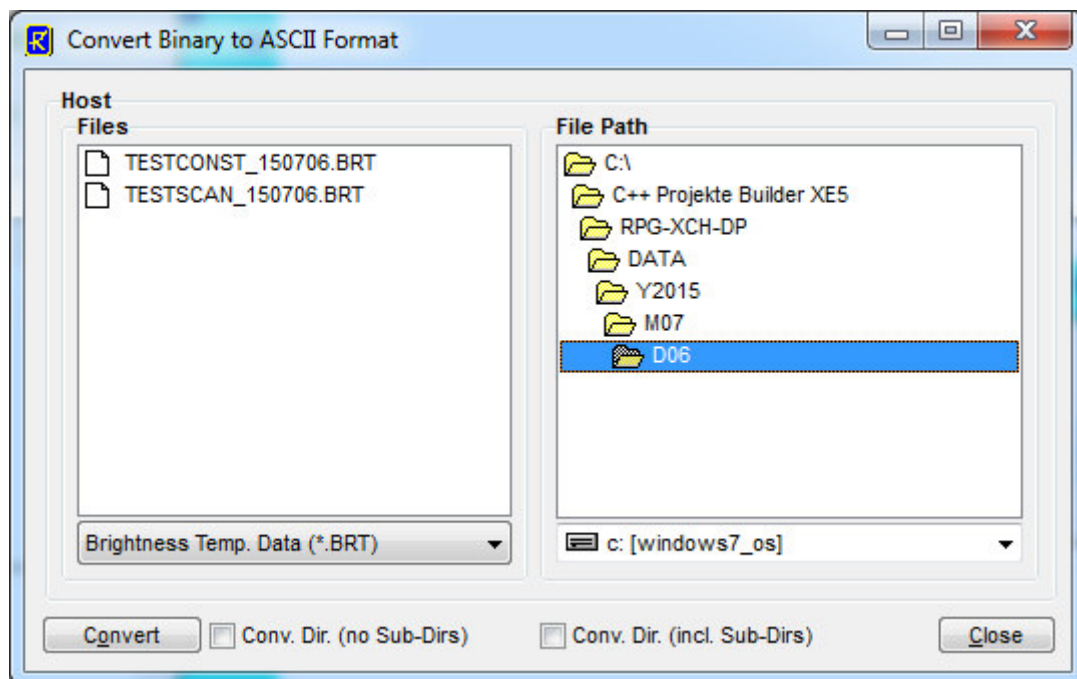 Convert Binary to ASCII Format
Host
Files
TESTCONST_150706.BRT
TESTSCAN_150706.BRT
Brightness Temp. Data (*.BRT)
File Path
C:\
C++ Projekte Builder XE5
RPG-XCH-DP
DATA
Y2015
M07
D06
c: [windows7_os]
Convert
Conv. Dir. (no Sub-Dirs)
Conv. Dir. (incl. Sub-Dirs)
Close